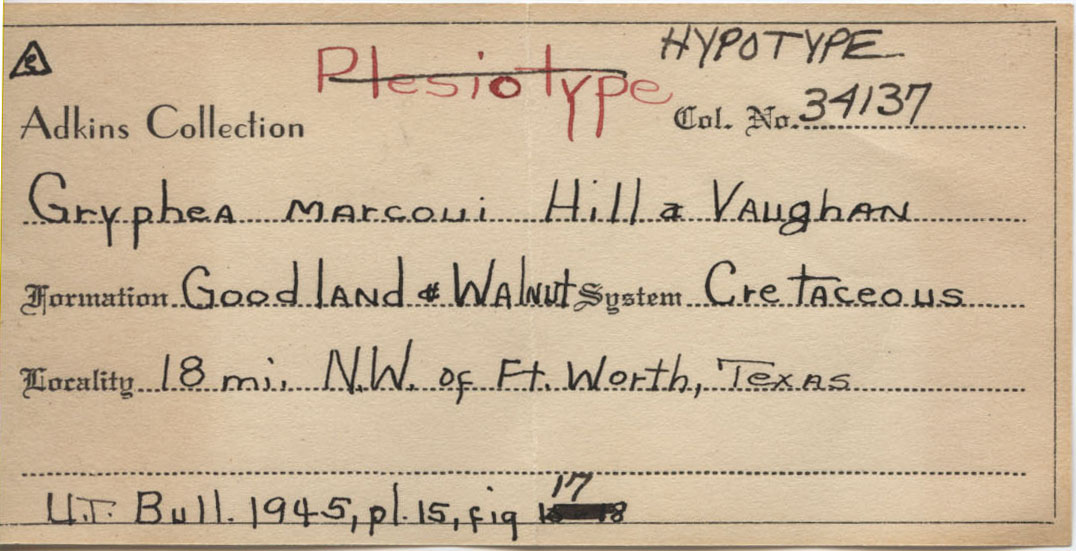 HYPOTYPE
e Plesiotype
Adkins Collection Col. No. 34137
Gryphea marcoui Hill & Vaughan
Formation Goodland & Walnut System Cretaceous
Locality 18 mi. N.W. of Ft. Worth, Texas
17
U.T. Bull. 1945, pl. 15, fig